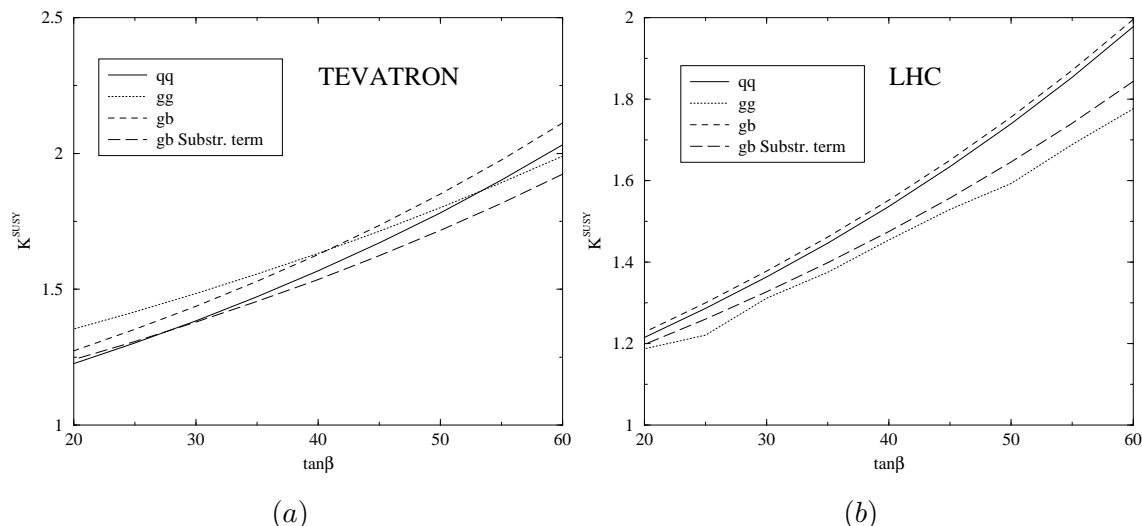 2.5
2
1.5
1
K^SUSY
20 30 40 50 60
tanβ
TEVATRON
qq
gg
gb
gb Substr. term
(a)
2
1.8
1.6
1.4
1.2
1
K^SUSY
20 30 40 50 60
tanβ
LHC
qq
gg
gb
gb Substr. term
(b)